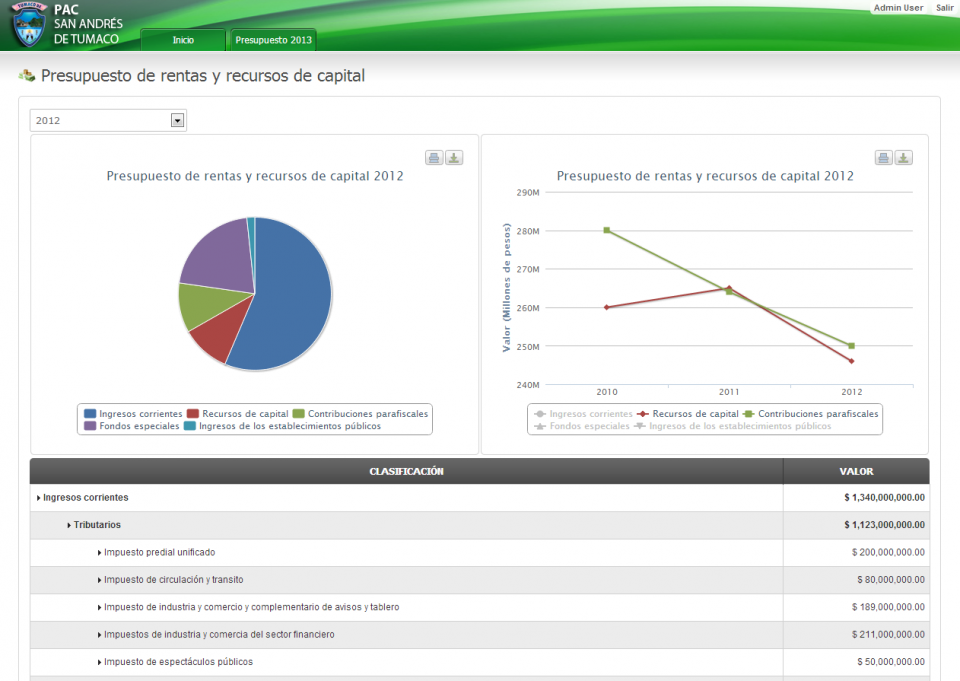 TUMACO
PAC
SAN ANDRÉS
DE TUMACO
Admin User Salir
Inicio Presupuesto 2013
Presupuesto de rentas y recursos de capital
2012
Presupuesto de rentas y recursos de capital 2012
Ingresos corrientes Recursos de capital Contribuciones parafiscales
Fondos especiales Ingresos de los establecimientos públicos
Presupuesto de rentas y recursos de capital 2012
Valor (Millones de pesos)
290M
280M
270M
260M
250M
240M
2010 2011 2012
Ingresos corrientes Recursos de capital Contribuciones parafiscales
Fondos especiales Ingresos de los establecimientos públicos
CLASIFICACIÓN VALOR
Ingresos corrientes $ 1,340,000,000.00
Tributarios $ 1,123,000,000.00
Impuesto predial unificado $ 200,000,000.00
Impuesto de circulación y transito $ 80,000,000.00
Impuesto de industria y comercio y complementario de avisos y tablero $ 189,000,000.00
Impuestos de industria y comercia del sector financiero $ 211,000,000.00
Impuesto de espectáculos públicos $ 50,000,000.00